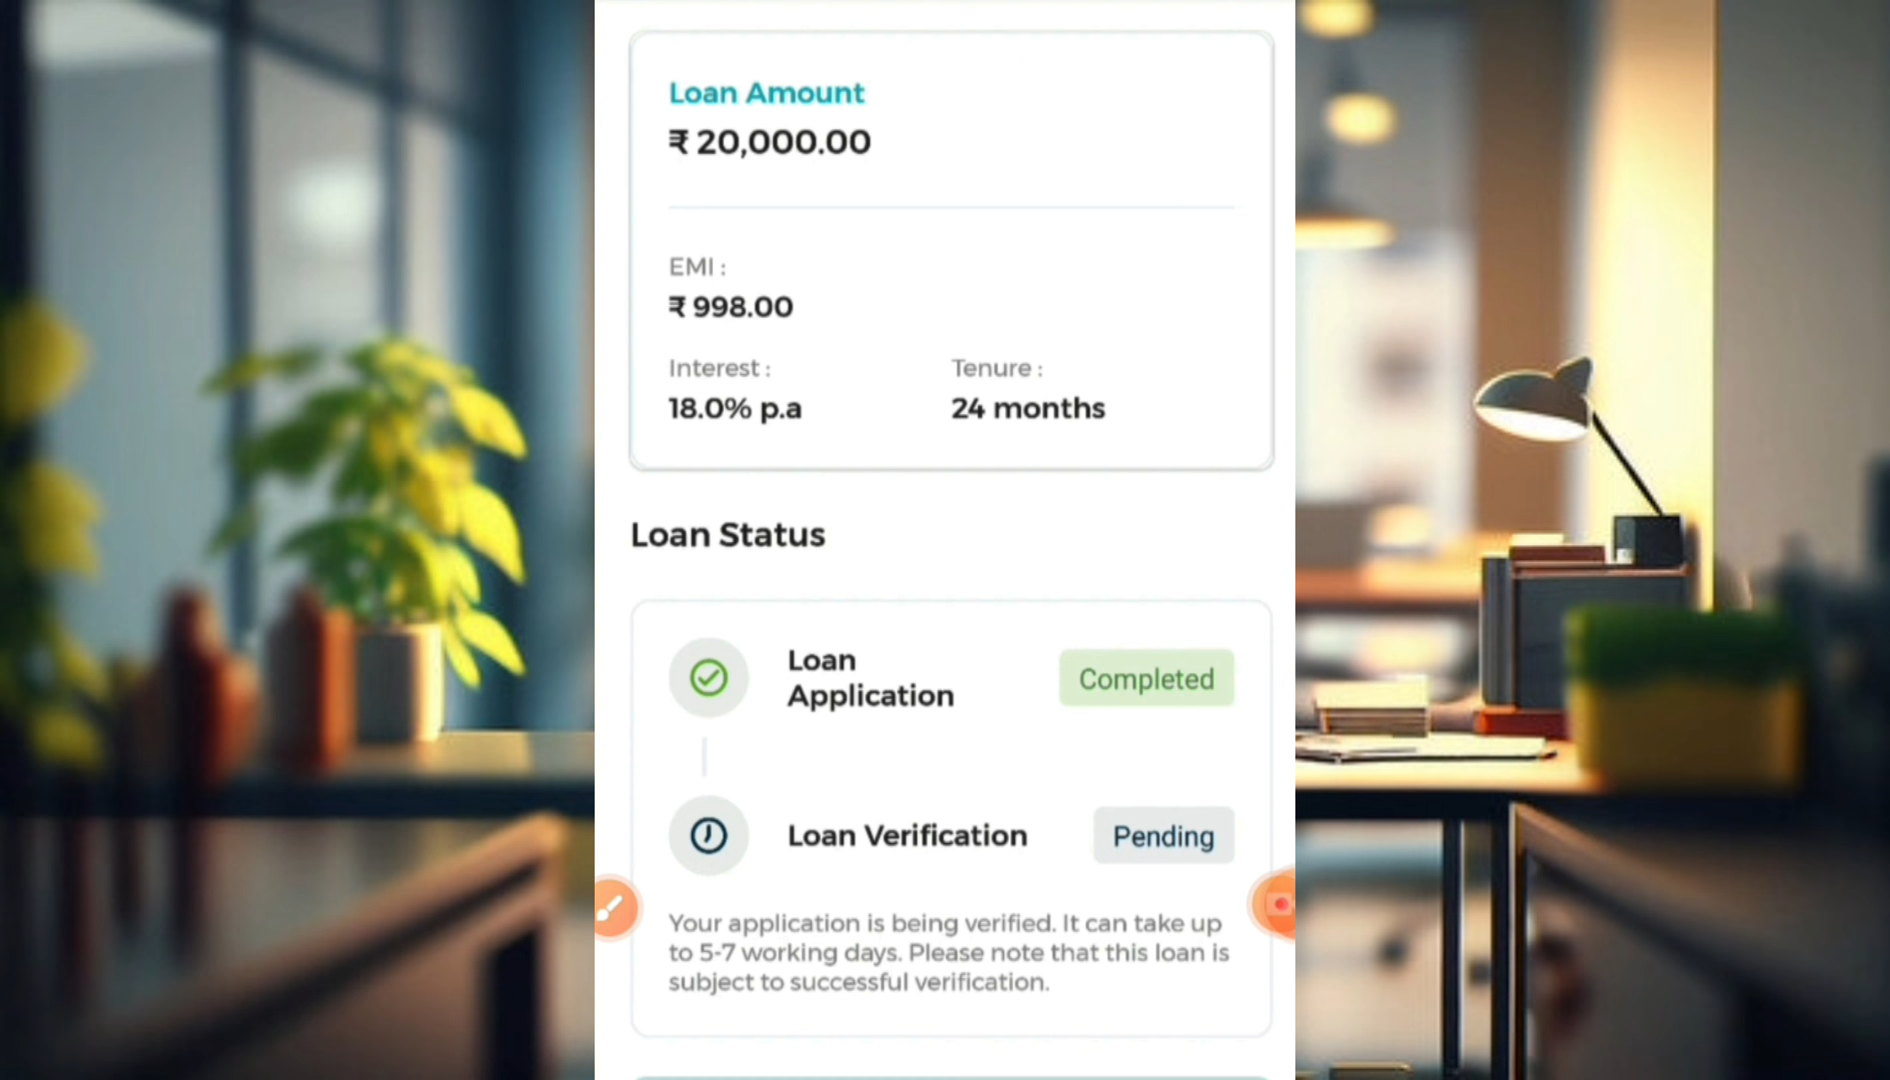 Loan Amount
₹ 20,000.00
EMI :
₹ 998.00
Interest :
Tenure :
18.0% p.a
24 months
Loan Status
Loan
Application
Completed
Loan Verification
Pending
Your application is being verified. It can take up
to 5-7 working days. Please note that this loan is
subject to successful verification.